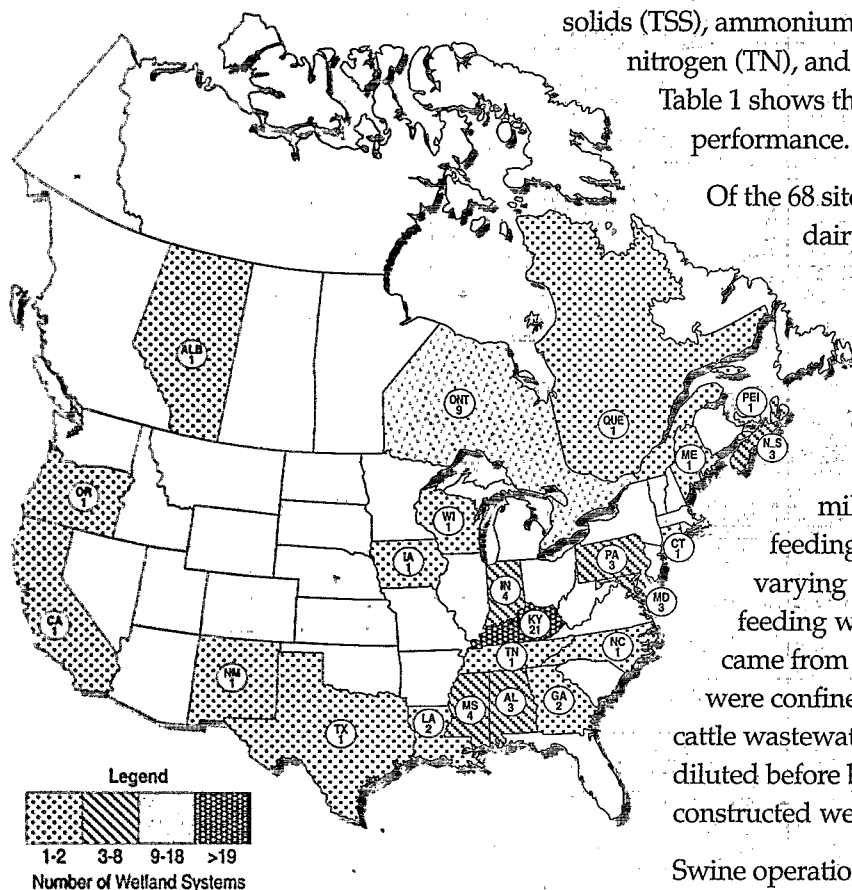 solids (TSS), ammonium
nitrogen (TN), and
Table 1 shows th
performance.
Of the 68 site
dair
mil
feeding
varying
feeding w
came from
were confine
cattle wastewat
diluted before b
constructed we
Swine operation
ALB
1
ONT
9
QUE
1
PEI
1
N_S
3
ME
1
OR
1
WI
1
IA
1
CT
1
PA
3
IN
4
MD
3
CA
1
KY
21
NC
1
TN
1
NM
1
TX
1
LA
2
MS
4
AL
3
GA
2
Legend
1-2 3-8 9-18 >19
Number of Wetland Systems